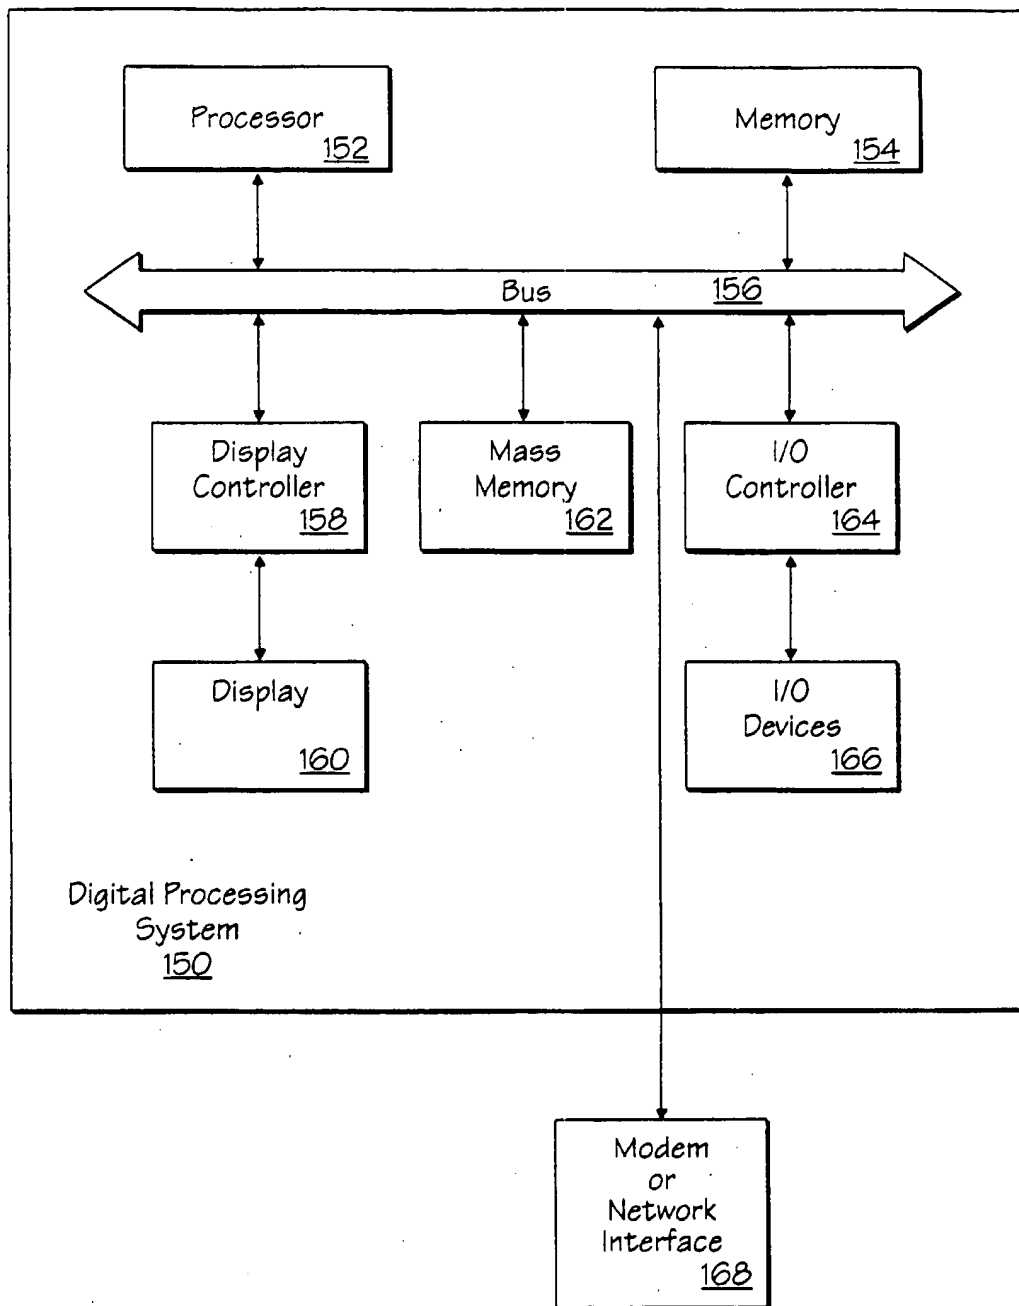 Processor
152
Memory
154
Bus 156
Display
Controller
158
Mass
Memory
162
I/O
Controller
164
Display
160
I/O
Devices
166
Digital Processing
System
150
Modem
or
Network
Interface
168